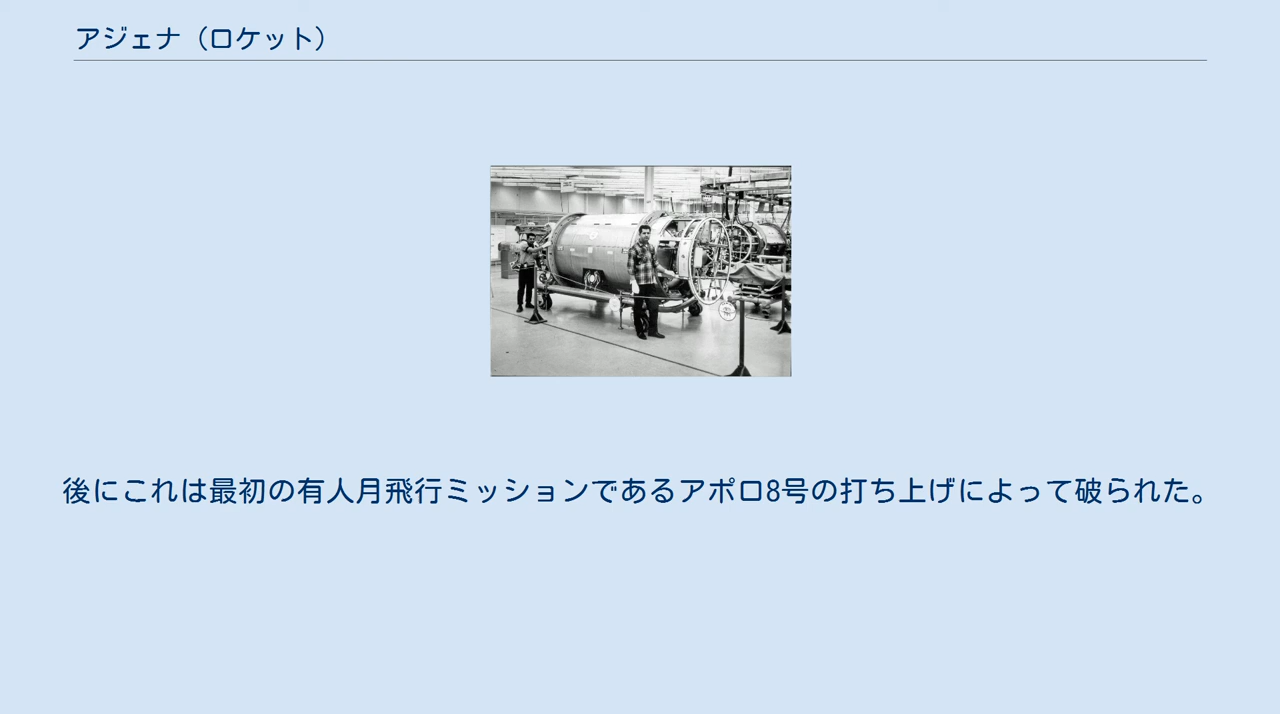 アジェナ（ロケット）
後にこれは最初の有人月飛行ミッションであるアポロ8号の打ち上げによって破られた。